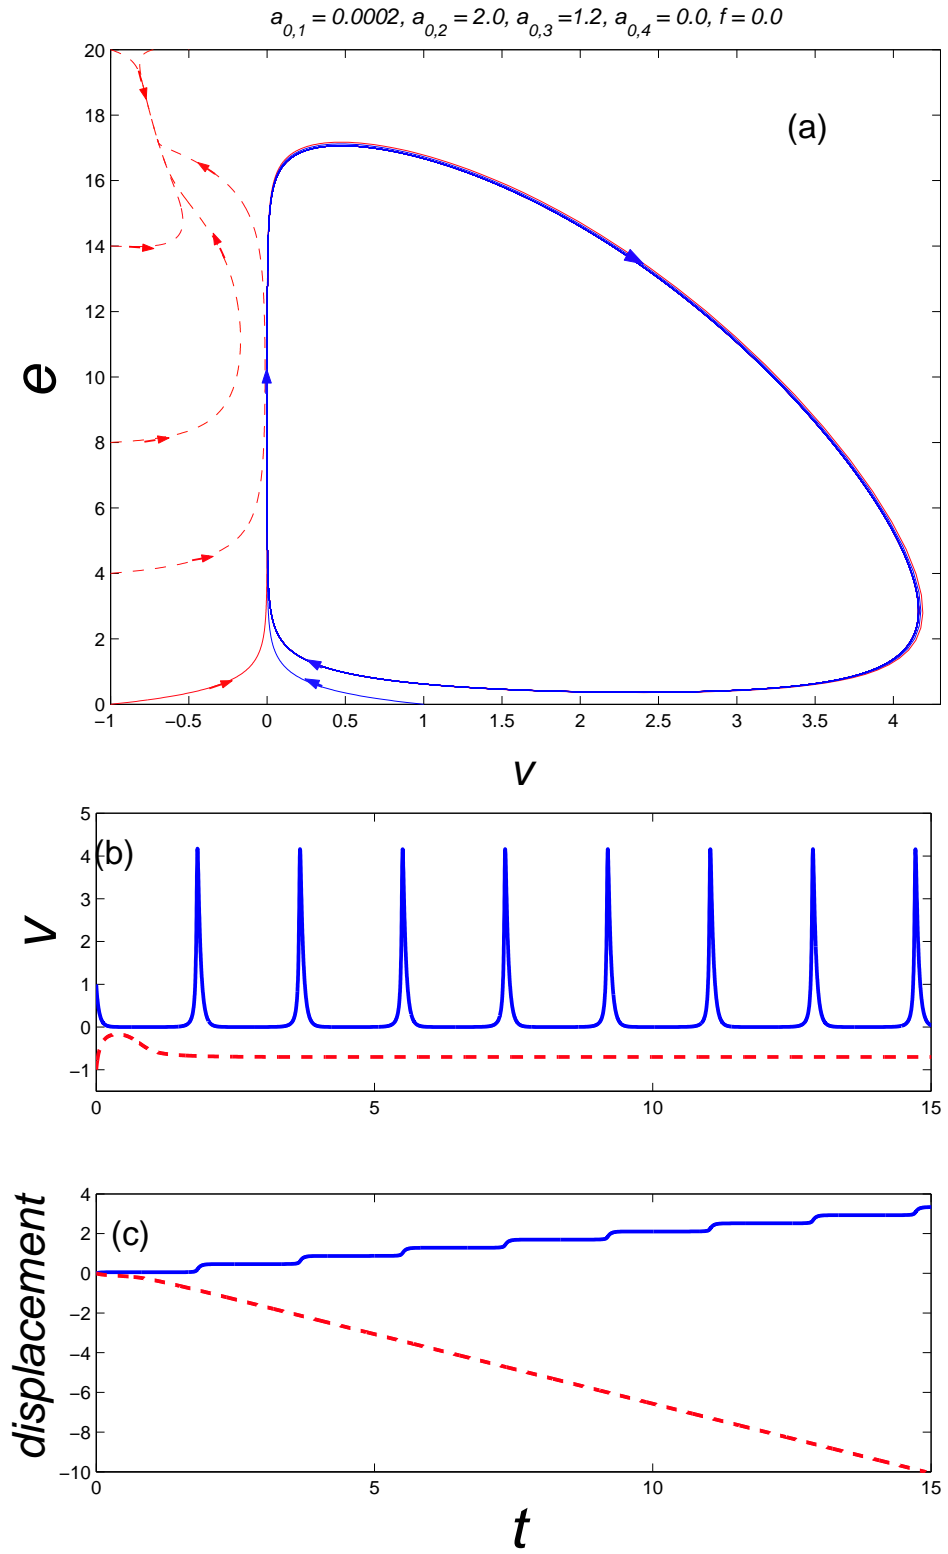 a0,1 = 0.0002, a0,2 = 2.0, a0,3 =1.2, a0,4 = 0.0, f = 0.0
20
18
16
14
12
10
8
6
4
2
0
e
(a)
−1 −0.5 0 0.5 1 1.5 2 2.5 3 3.5 4
v
5
4
3
2
1
0
−1
v
(b)
0 5 10 15
4
2
0
−2
−4
−6
−8
−10
displacement
(c)
0 5 10 15
t